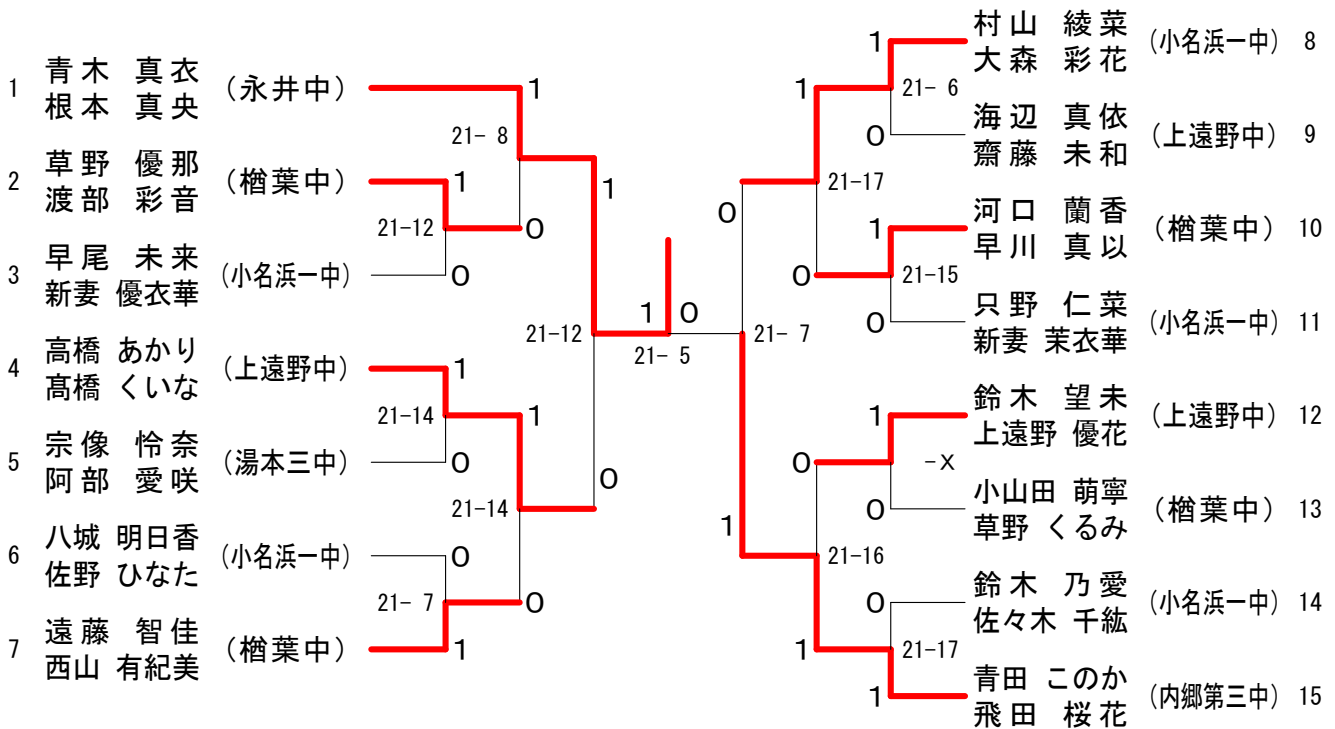 1 青木 真衣 (永井中)
根本 真央
1
21- 8
2 草野 優那 (楢葉中)
渡部 彩音
1
21-12
0
3 早尾 未来 (小名浜一中)
新妻 優衣華
0
1
21-12
4 高橋 あかり (上遠野中)
髙橋 くいな
1
21-14
1
5 宗像 怜奈 (湯本三中)
阿部 愛咲
0
0
21-14
6 八城 明日香 (小名浜一中)
佐野 ひなた
0
21- 7
0
7 遠藤 智佳 (楢葉中)
西山 有紀美
1
1 0
21- 5
村山 綾菜 (小名浜一中) 8
大森 彩花
1
21- 6
1
海辺 真依 (上遠野中) 9
齋藤 未和
0
21-17
0
河口 蘭香 (楢葉中) 10
早川 真以
1
21-15
0
只野 仁菜 (小名浜一中) 11
新妻 茉衣華
0
21- 7
鈴木 望未 (上遠野中) 12
上遠野 優花
1
-X
0
小山田 萌寧 (楢葉中) 13
草野 くるみ
0
1
21-16
鈴木 乃愛 (小名浜一中) 14
佐々木 千紘
0
21-17
1
青田 このか (内郷第三中) 15
飛田 桜花
1